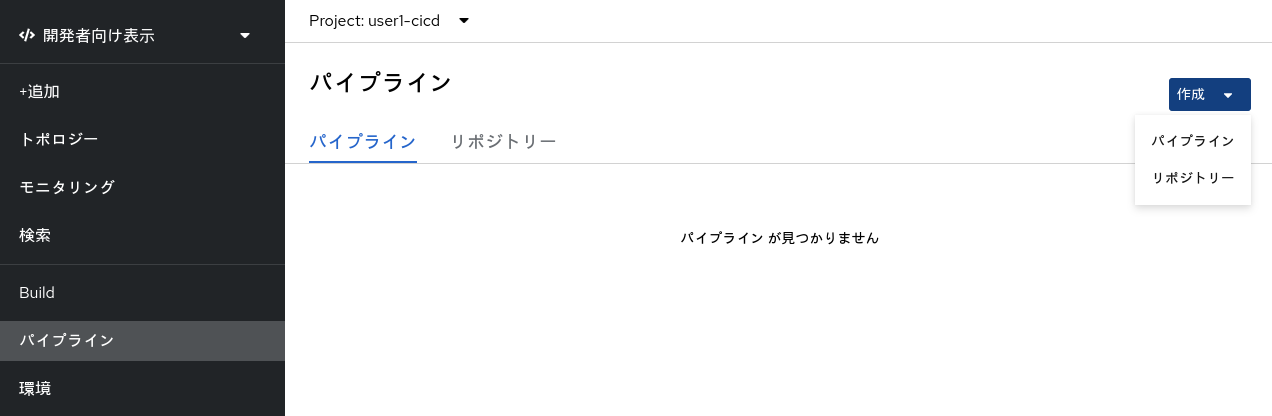 開発者向け表示
+追加
トポロジー
モニタリング
検索
Build
パイプライン
環境
Project: user1-cicd
パイプライン
作成
パイプライン
リポジトリー
パイプライン
リポジトリー
パイプライン が見つかりません